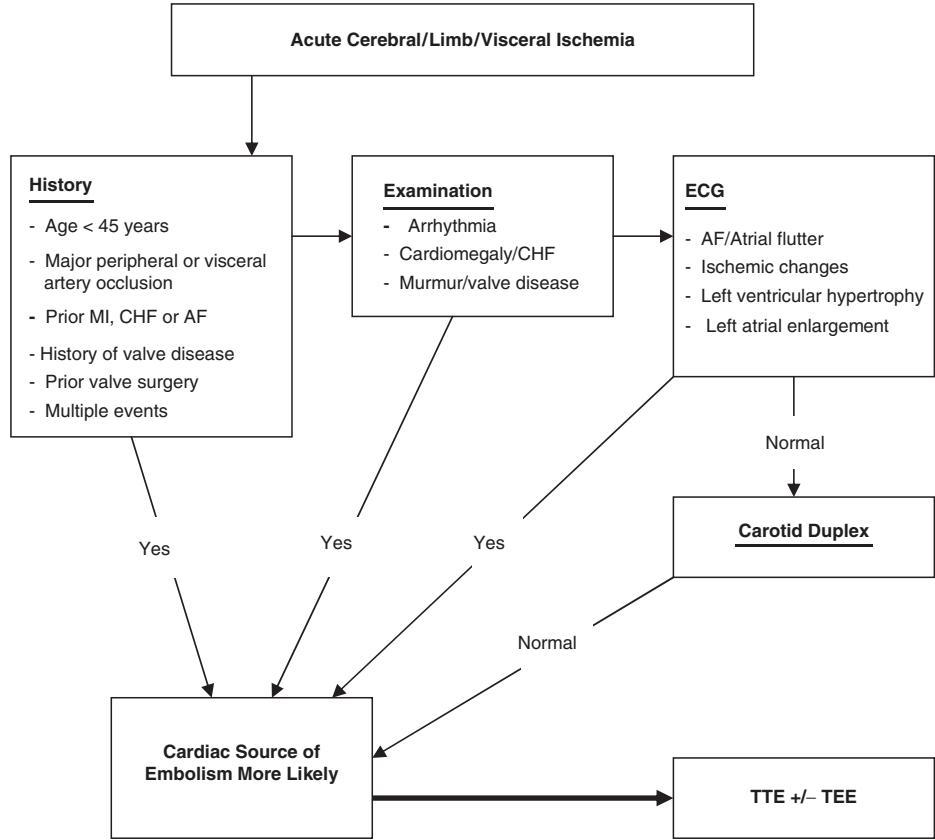 Acute Cerebral/Limb/Visceral Ischemia
History
- Age < 45 years
- Major peripheral or visceral
artery occlusion
- Prior MI, CHF or AF
- History of valve disease
- Prior valve surgery
- Multiple events
Examination
- Arrhythmia
- Cardiomegaly/CHF
- Murmur/valve disease
ECG
- AF/Atrial flutter
- Ischemic changes
- Left ventricular hypertrophy
- Left atrial enlargement
Normal
Carotid Duplex
Yes
Yes
Yes
Normal
Cardiac Source of
Embolism More Likely
TTE +/– TEE